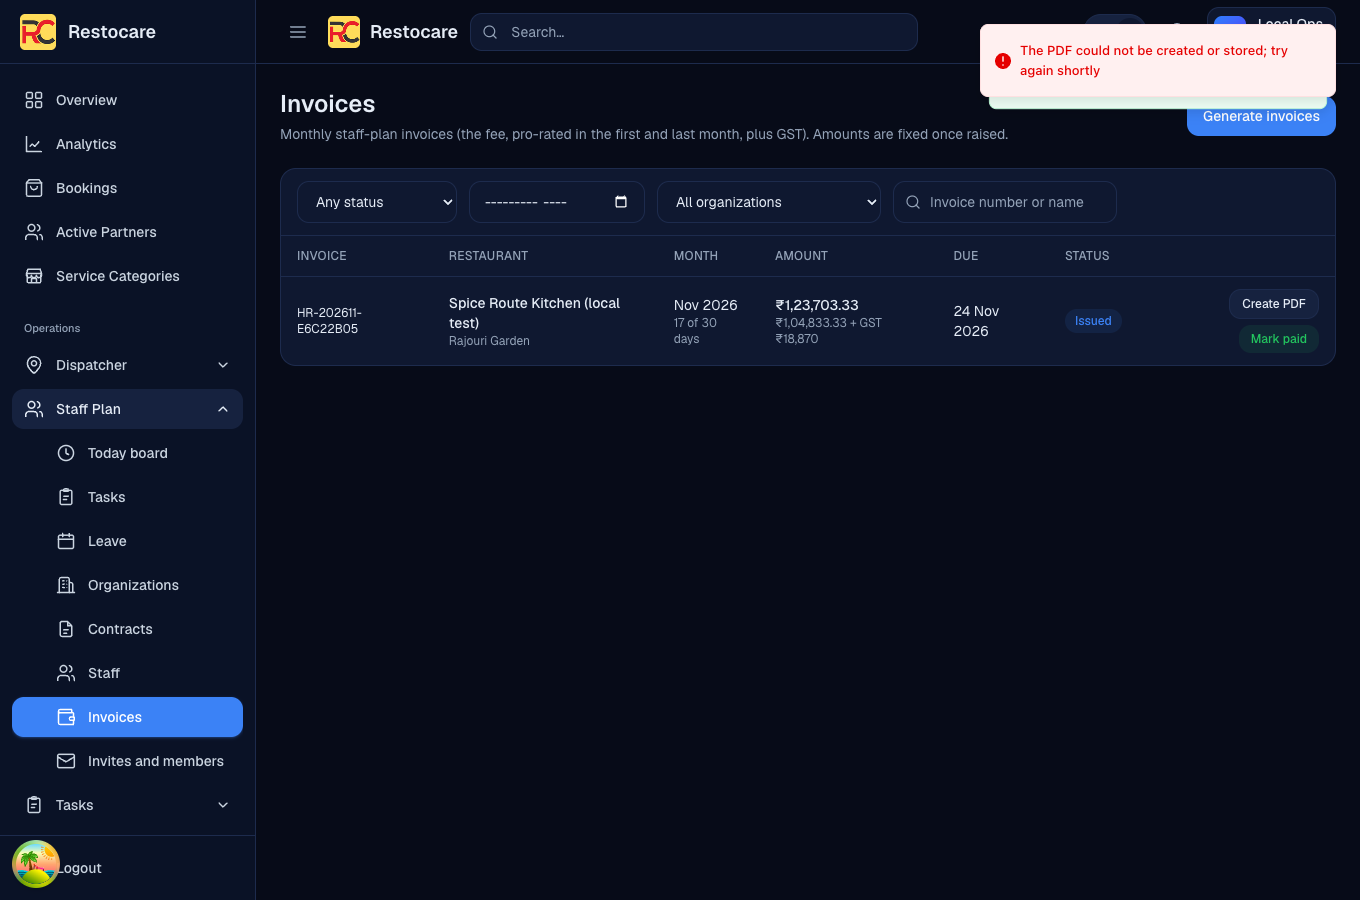 RC Restocare
RC Restocare
Search...
The PDF could not be created or stored; try
again shortly
Overview
Analytics
Bookings
Active Partners
Service Categories
Operations
Dispatcher
Staff Plan
Today board
Tasks
Leave
Organizations
Contracts
Staff
Invoices
Invites and members
Tasks
Logout
Invoices
Monthly staff-plan invoices (the fee, pro-rated in the first and last month, plus GST). Amounts are fixed once raised.
Generate invoices
Any status
--------- ----
All organizations
Invoice number or name
INVOICE RESTAURANT MONTH AMOUNT DUE STATUS
HR-202611-
E6C22B05
Spice Route Kitchen (local
test)
Rajouri Garden
Nov 2026
17 of 30
days
₹1,23,703.33
₹1,04,833.33 + GST
₹18,870
24 Nov
2026
Issued
Create PDF
Mark paid